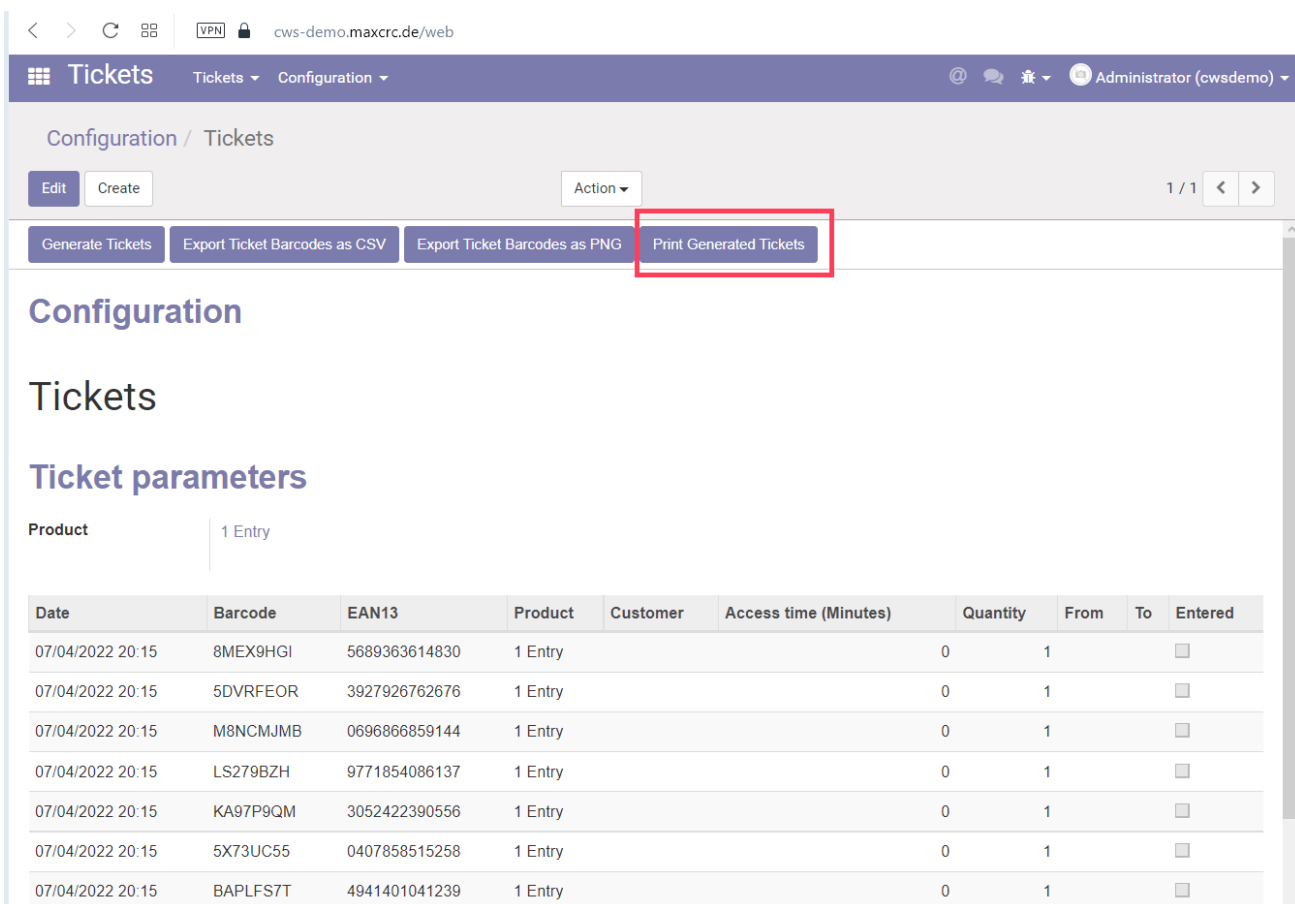 VPN cws-demo.maxcrc.de/web
Tickets Tickets Configuration @ Administrator (cwsdemo)
Configuration / Tickets
Edit Create Action 1 / 1
Generate Tickets Export Ticket Barcodes as CSV Export Ticket Barcodes as PNG Print Generated Tickets
Configuration
Tickets
Ticket parameters
Product 1 Entry
Date Barcode EAN13 Product Customer Access time (Minutes) Quantity From To Entered
07/04/2022 20:15 8MEX9HGI 5689363614830 1 Entry 0 1
07/04/2022 20:15 5DVRFEOR 3927926762676 1 Entry 0 1
07/04/2022 20:15 M8NCMJMB 0696866859144 1 Entry 0 1
07/04/2022 20:15 LS279BZH 9771854086137 1 Entry 0 1
07/04/2022 20:15 KA97P9QM 3052422390556 1 Entry 0 1
07/04/2022 20:15 5X73UC55 0407858515258 1 Entry 0 1
07/04/2022 20:15 BAPLFS7T 4941401041239 1 Entry 0 1